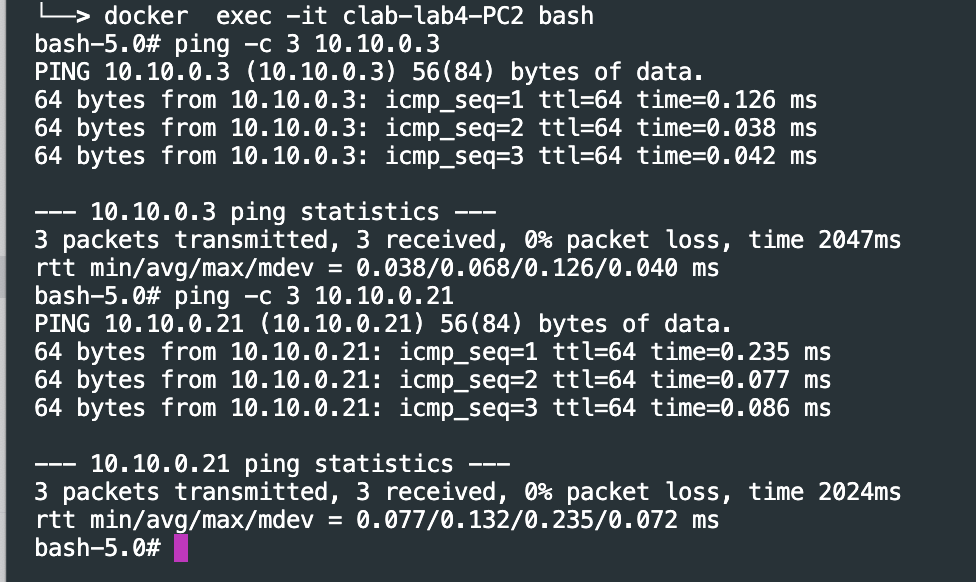 └──> docker  exec -it clab-lab4-PC2 bash
bash-5.0# ping -c 3 10.10.0.3
PING 10.10.0.3 (10.10.0.3) 56(84) bytes of data.
64 bytes from 10.10.0.3: icmp_seq=1 ttl=64 time=0.126 ms
64 bytes from 10.10.0.3: icmp_seq=2 ttl=64 time=0.038 ms
64 bytes from 10.10.0.3: icmp_seq=3 ttl=64 time=0.042 ms

--- 10.10.0.3 ping statistics ---
3 packets transmitted, 3 received, 0% packet loss, time 2047ms
rtt min/avg/max/mdev = 0.038/0.068/0.126/0.040 ms
bash-5.0# ping -c 3 10.10.0.21
PING 10.10.0.21 (10.10.0.21) 56(84) bytes of data.
64 bytes from 10.10.0.21: icmp_seq=1 ttl=64 time=0.235 ms
64 bytes from 10.10.0.21: icmp_seq=2 ttl=64 time=0.077 ms
64 bytes from 10.10.0.21: icmp_seq=3 ttl=64 time=0.086 ms

--- 10.10.0.21 ping statistics ---
3 packets transmitted, 3 received, 0% packet loss, time 2024ms
rtt min/avg/max/mdev = 0.077/0.132/0.235/0.072 ms
bash-5.0#